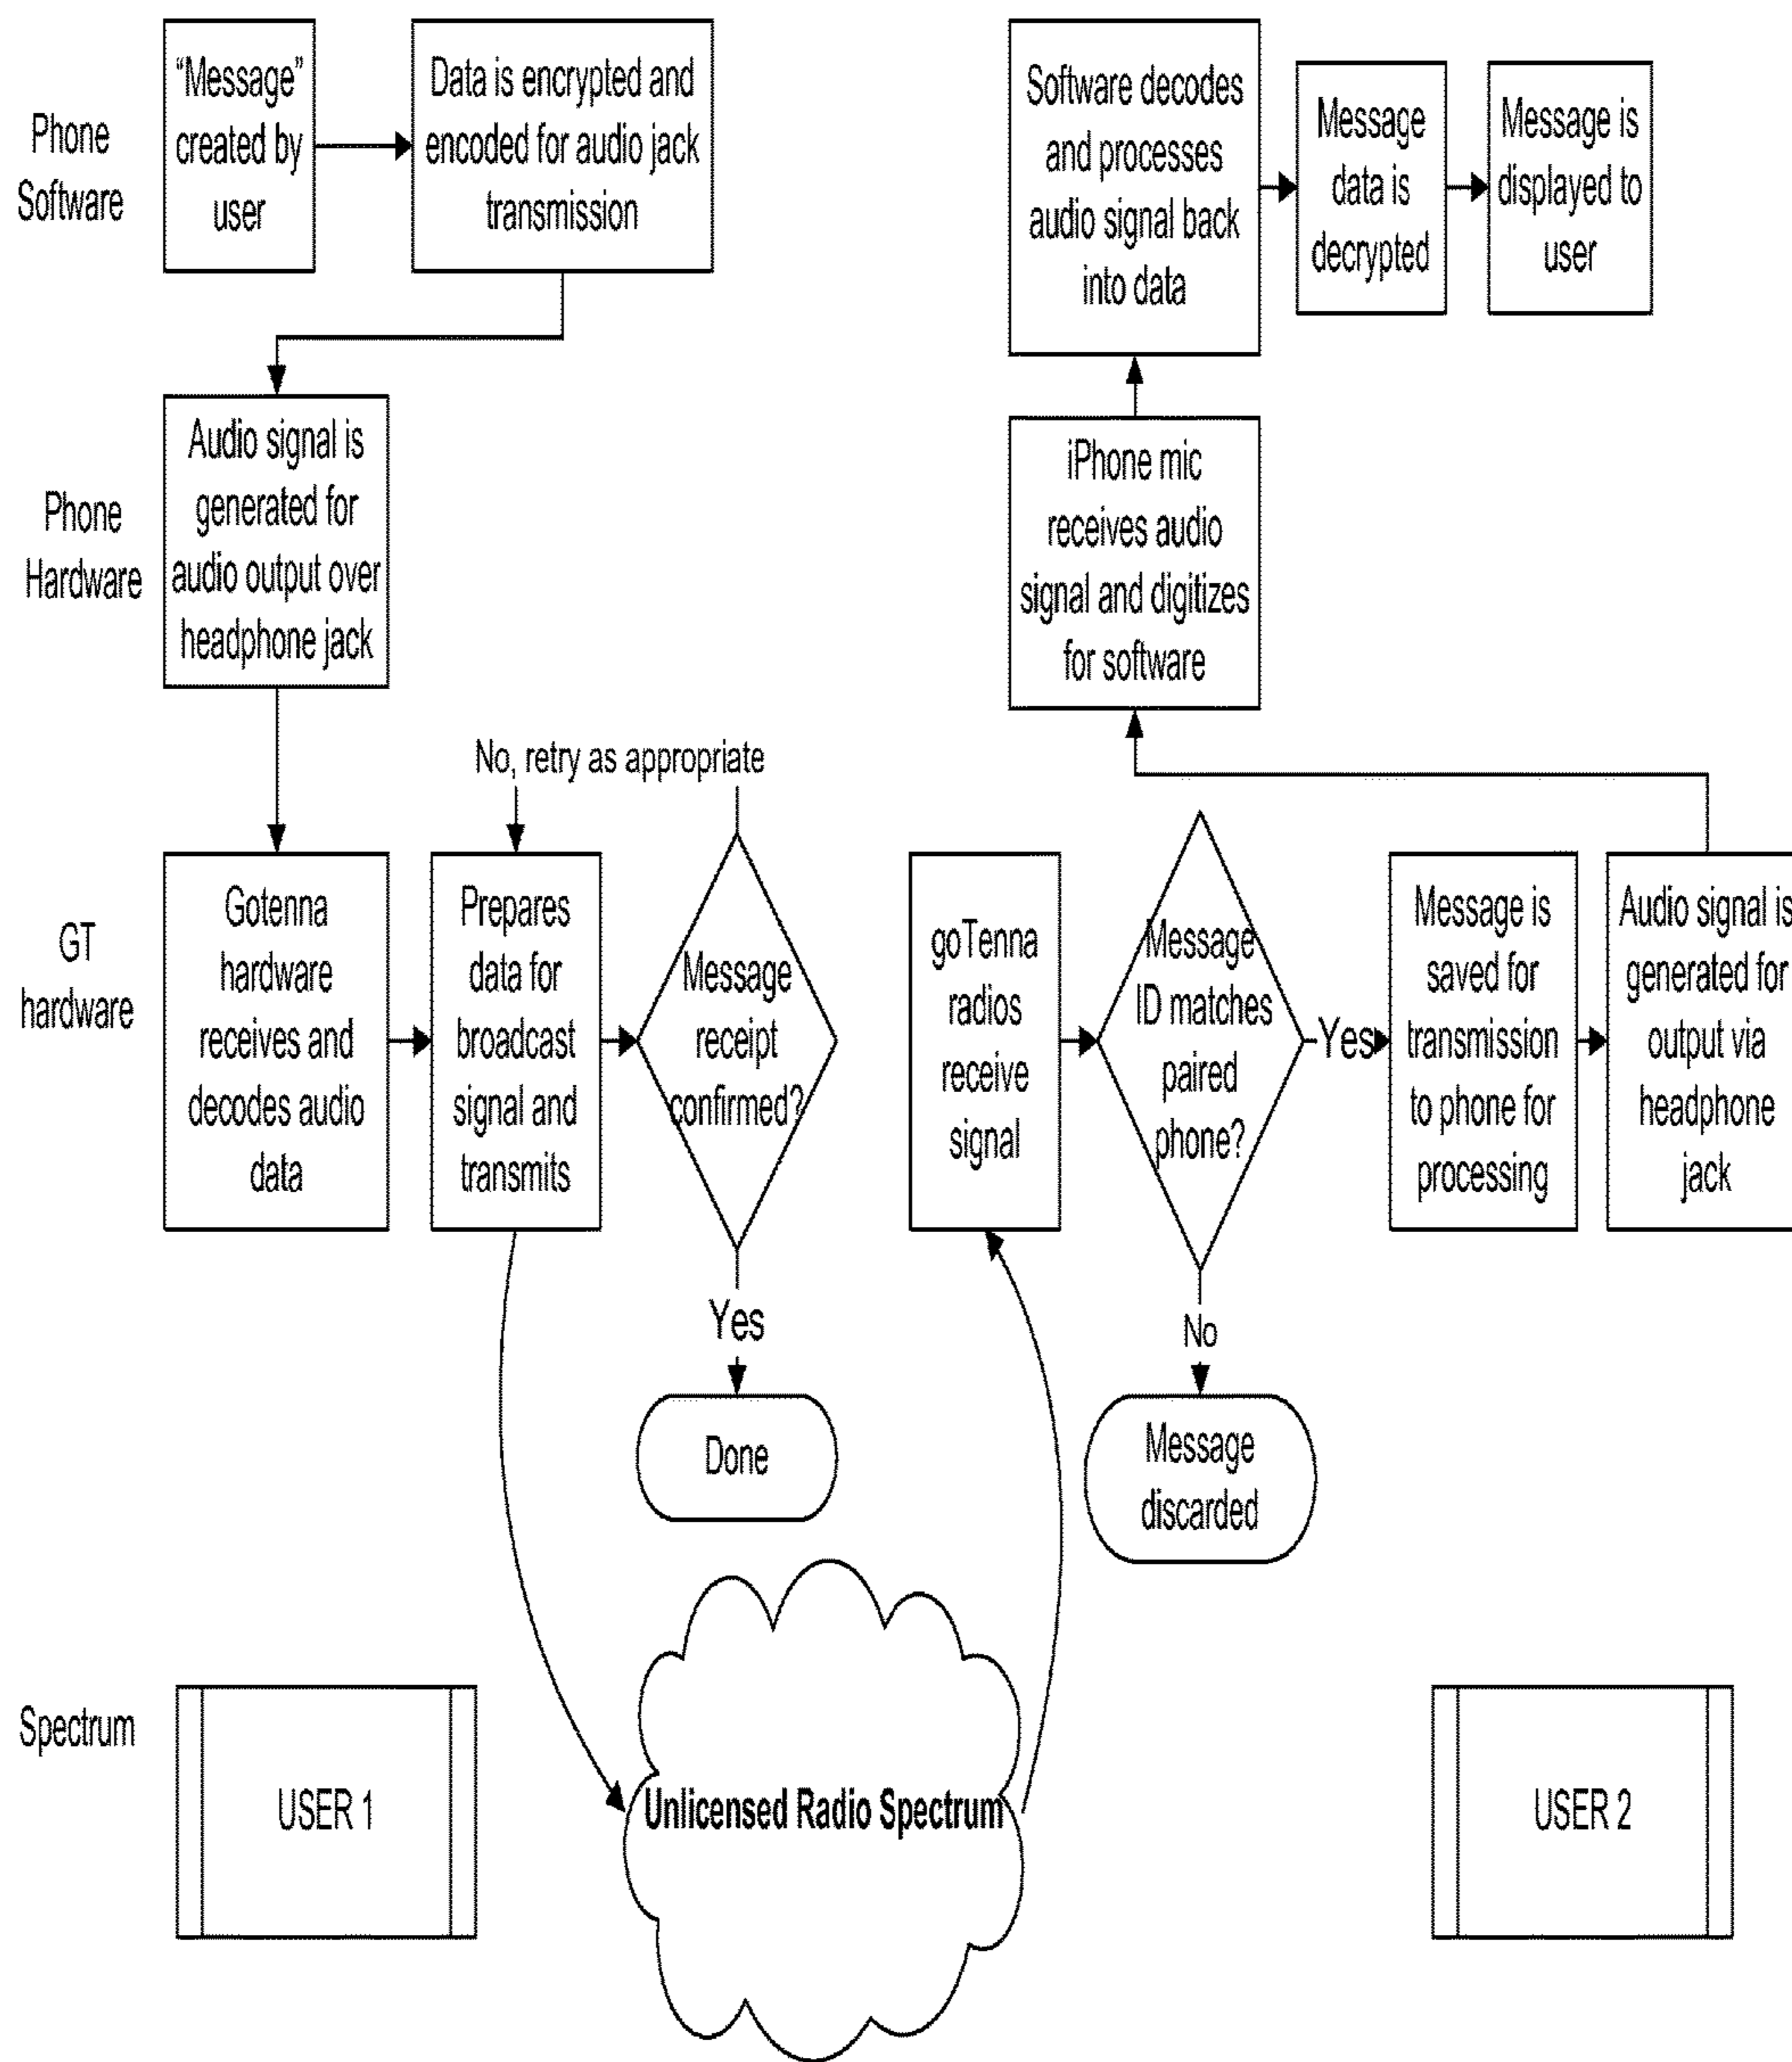 Phone
Software
“Message”
created by
user
Data is encrypted and
encoded for audio jack
transmission
Software decodes
and processes
audio signal back
into data
Message
data is
decrypted
Message is
displayed to
user
Phone
Hardware
Audio signal is
generated for
audio output over
headphone jack
iPhone mic
receives audio
signal and digitizes
for software
No, retry as appropriate
GT
hardware
Gotenna
hardware
receives and
decodes audio
data
Prepares
data for
broadcast
signal and
transmits
Message
receipt
confirmed?
Yes
Done
goTenna
radios
receive
signal
Message
ID matches
paired
phone?
Yes
No
Message
discarded
Message is
saved for
transmission
to phone for
processing
Audio signal is
generated for
output via
headphone
jack
Spectrum
USER 1
Unlicensed Radio Spectrum
USER 2